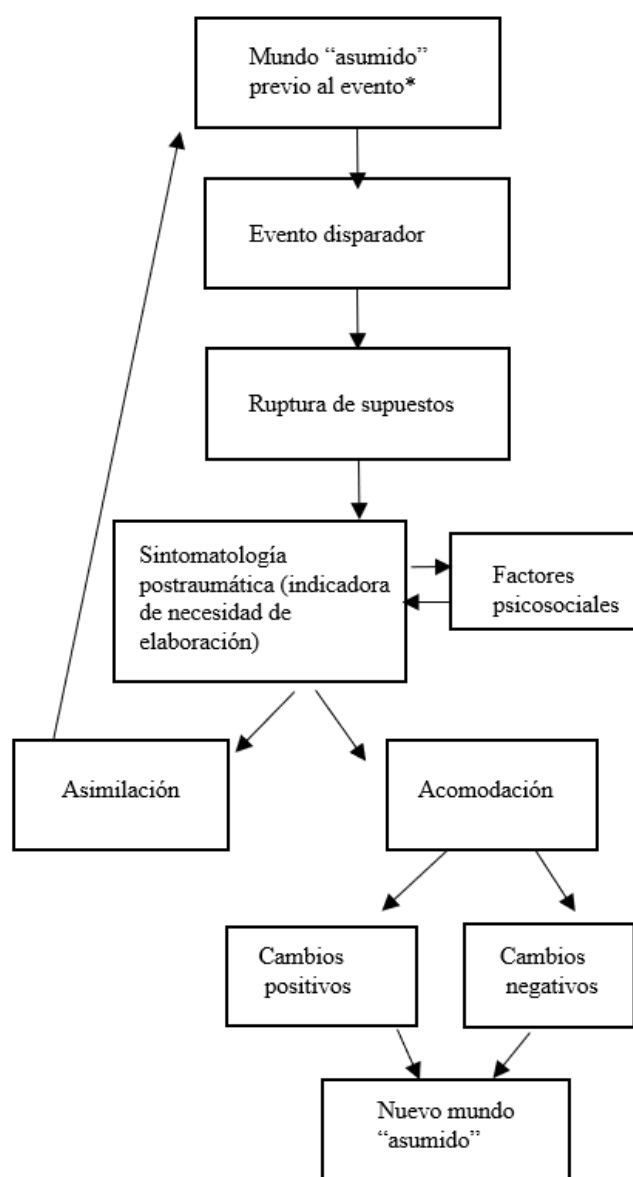 Mundo “asumido”
previo al evento*
Evento disparador
Ruptura de supuestos
Sintomatología
postraumática (indicadora
de necesidad de
elaboración)
Factores
psicosociales
Asimilación
Acomodación
Cambios
positivos
Cambios
negativos
Nuevo mundo
“asumido”